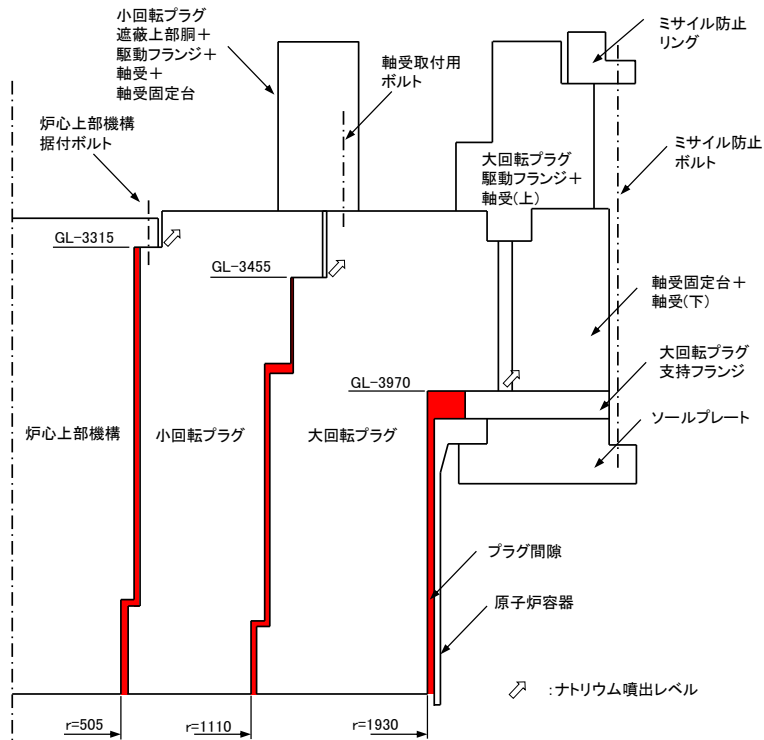 小回転プラグ
遮蔽上部胴＋
駆動フランジ＋
軸受＋
軸受固定台
軸受取付用
ボルト
ミサイル防止
リング
炉心上部機構
据付ボルト
大回転プラグ
駆動フランジ＋
軸受(上)
ミサイル防止
ボルト
GL-3315
GL-3455
軸受固定台＋
軸受(下)
大回転プラグ
支持フランジ
GL-3970
ソールプレート
炉心上部機構
小回転プラグ
大回転プラグ
プラグ間隙
原子炉容器
:ナトリウム噴出レベル
r=505
r=1110
r=1930